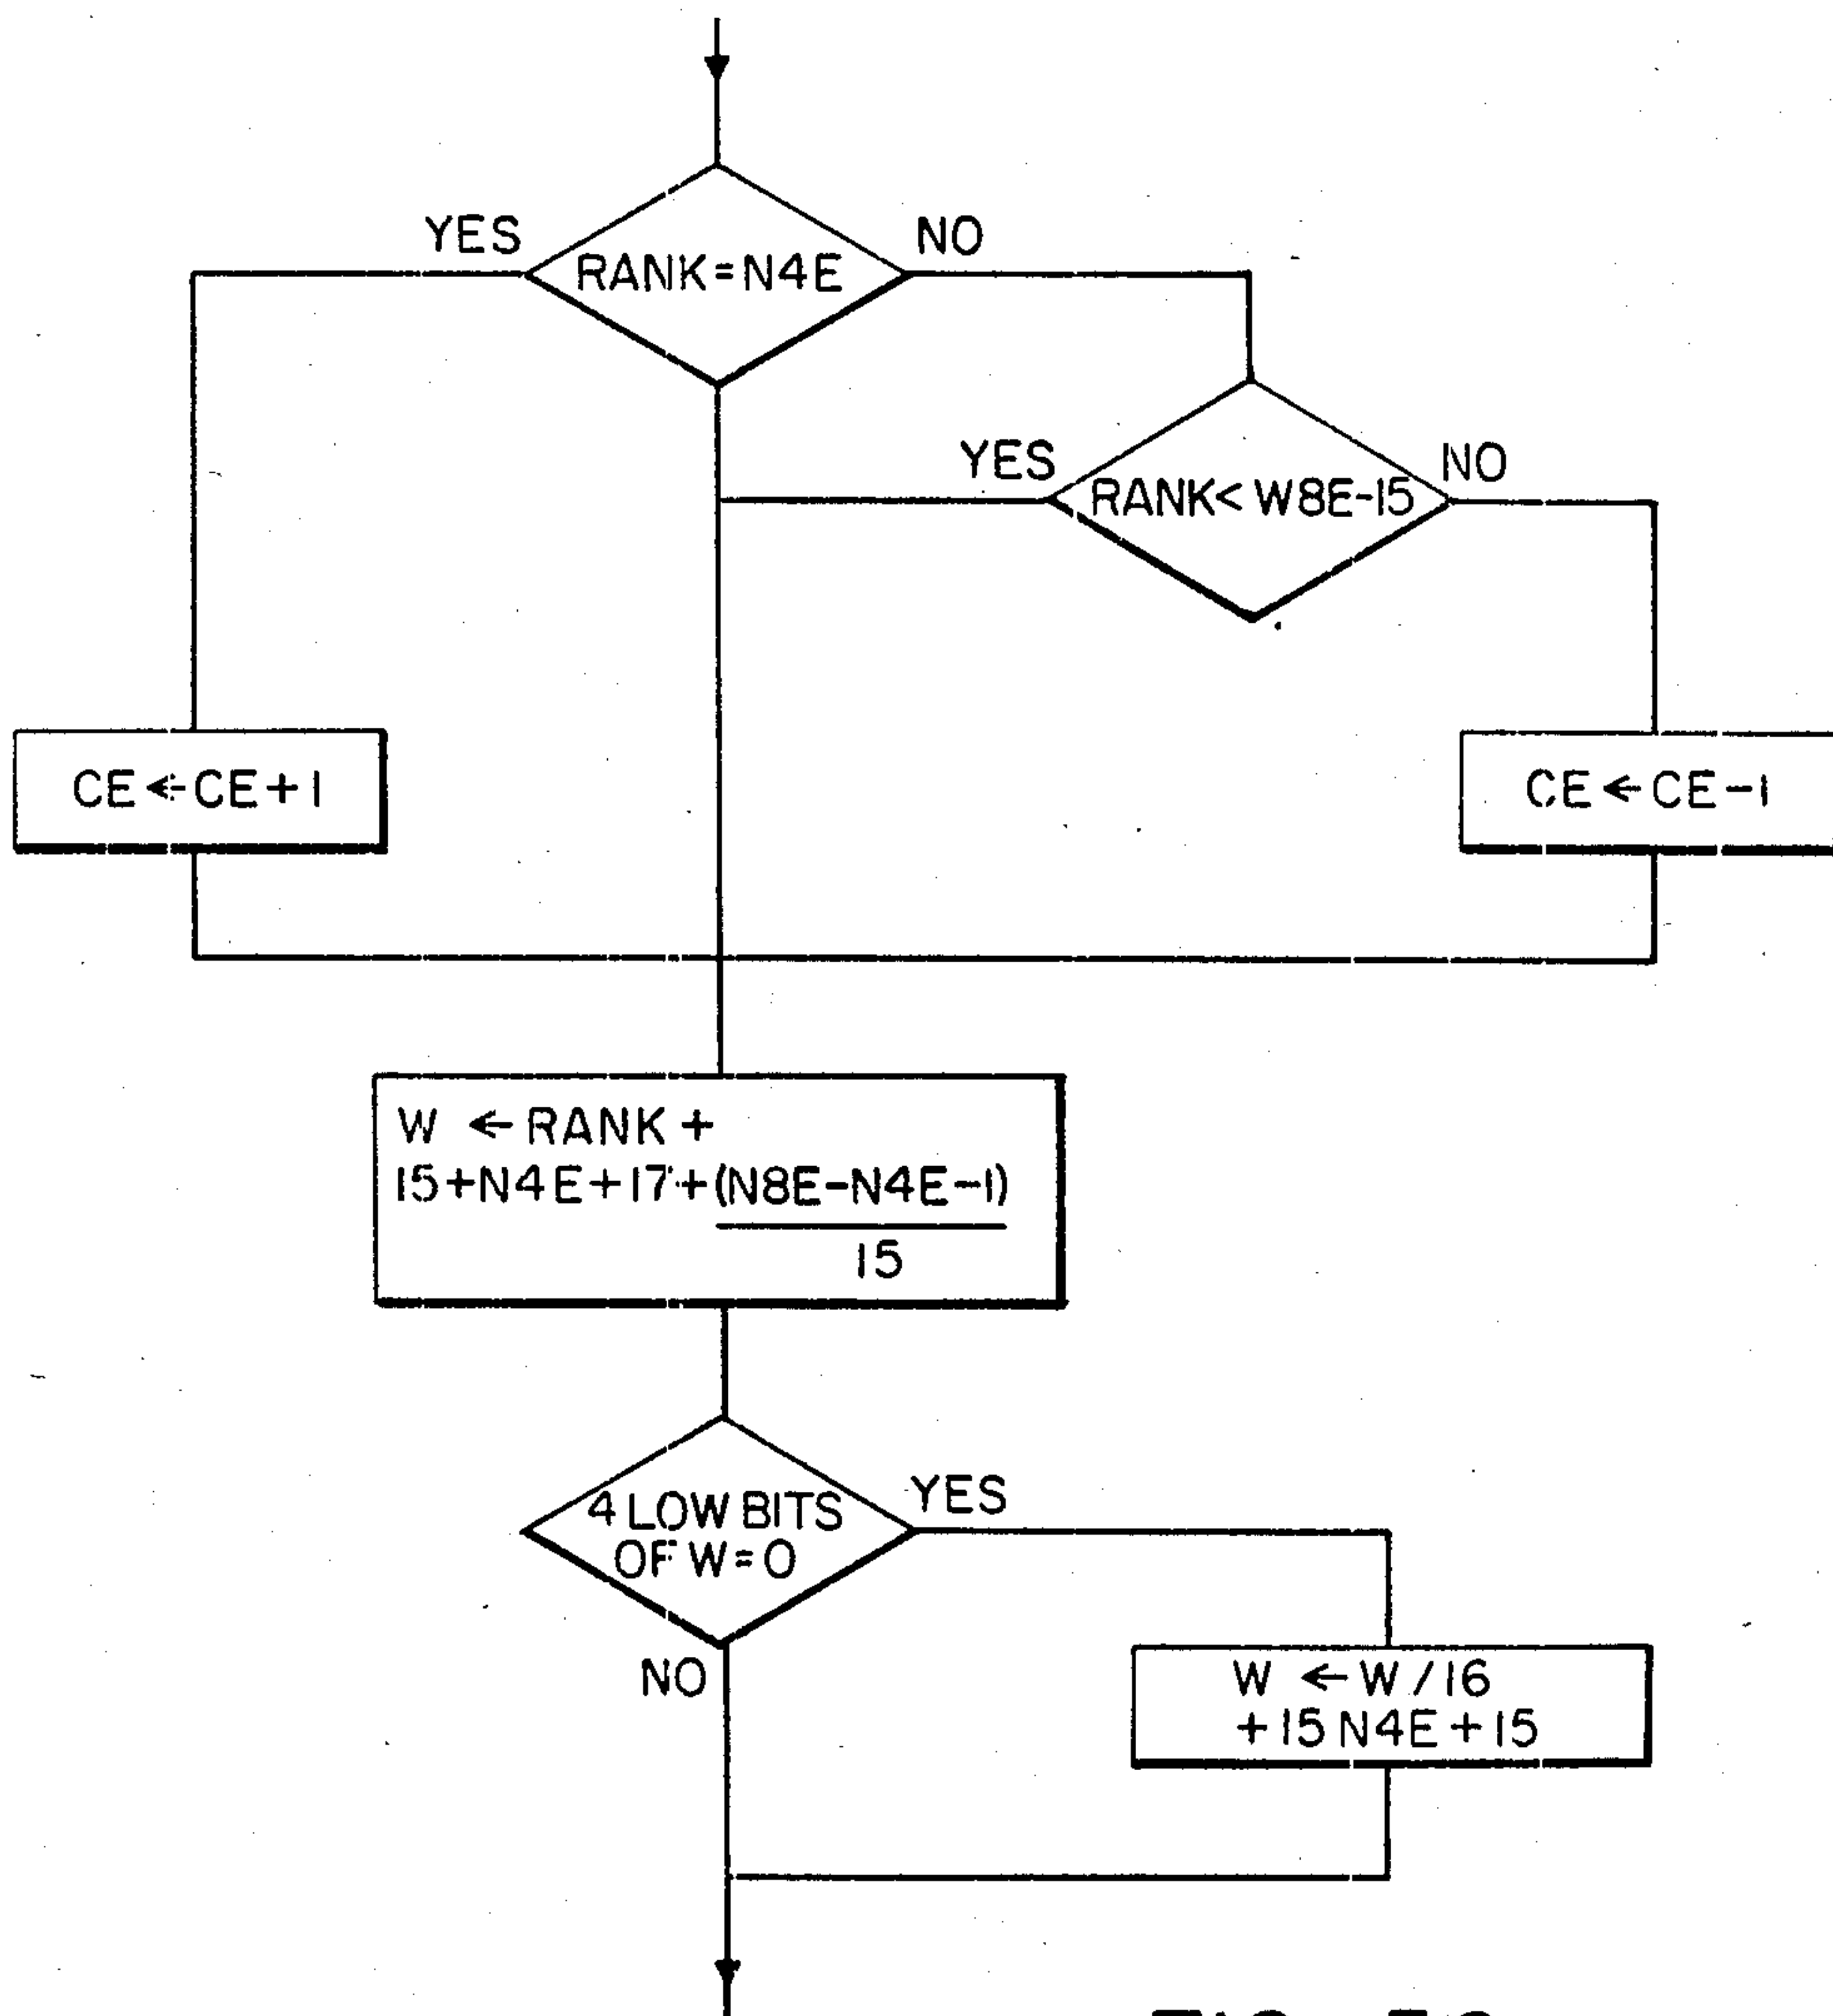 YES
RANK=N4E
NO
YES
RANK< W8E-15
NO
CE ← CE + 1
CE ← CE - 1
W ← RANK +
15+N4E+17+(N8E-N4E-1)
15
4 LOW BITS
OF W=0
YES
NO
W ← W/16
+15 N4E+15